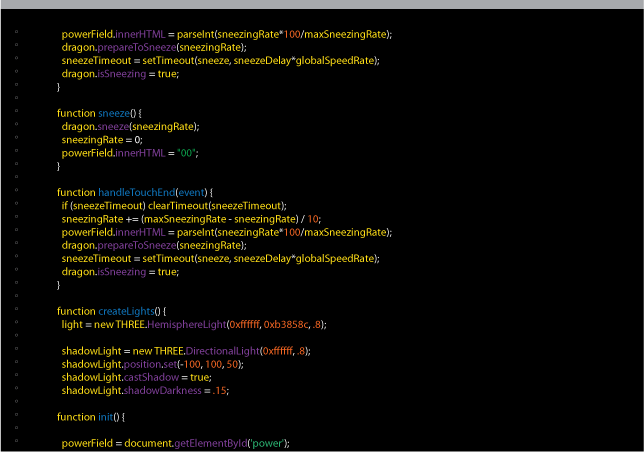 powerField.innerHTML = parseInt(sneezingRate*100/maxSneezingRate);
dragon.prepareToSneeze(sneezingRate);
sneezeTimeout = setTimeout(sneeze, sneezeDelay*globalSpeedRate);
dragon.isSneezing = true;
}
function sneeze() {
dragon.sneeze(sneezingRate);
sneezingRate = 0;
powerField.innerHTML = "00";
}
function handleTouchEnd(event) {
if (sneezeTimeout) clearTimeout(sneezeTimeout);
sneezingRate += (maxSneezingRate - sneezingRate) / 10;
powerField.innerHTML = parseInt(sneezingRate*100/maxSneezingRate);
dragon.prepareToSneeze(sneezingRate);
sneezeTimeout = setTimeout(sneeze, sneezeDelay*globalSpeedRate);
dragon.isSneezing = true;
}
function createLights() {
light = new THREE.HemisphereLight(0xffffff, 0xb3858c, .8);
shadowLight = new THREE.DirectionalLight(0xffffff, .8);
shadowLight.position.set(-100, 100, 50);
shadowLight.castShadow = true;
shadowLight.shadowDarkness = .15;
function init() {
powerField = document.getElementById('power');